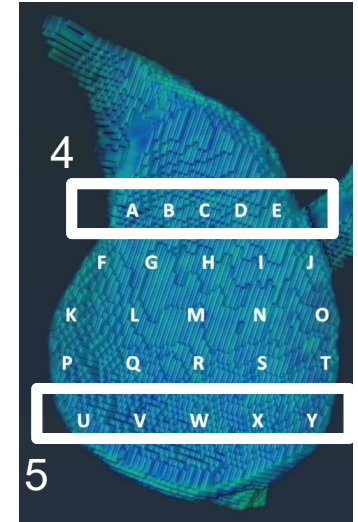 4
A B C D E
F G H I J
K L M N O
P Q R S T
U V W X Y
5